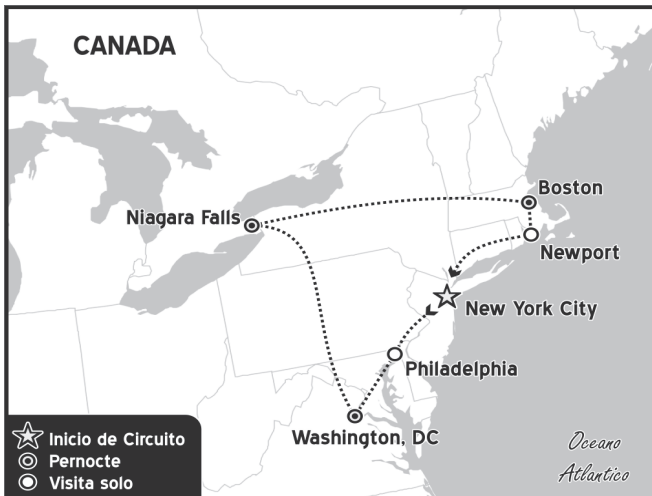 CANADA
Boston
Niagara Falls
Newport
New York City
Philadelphia
Washington, DC
Inicio de Circuito
Pernocte
Visita solo
Oceano
Atlantico